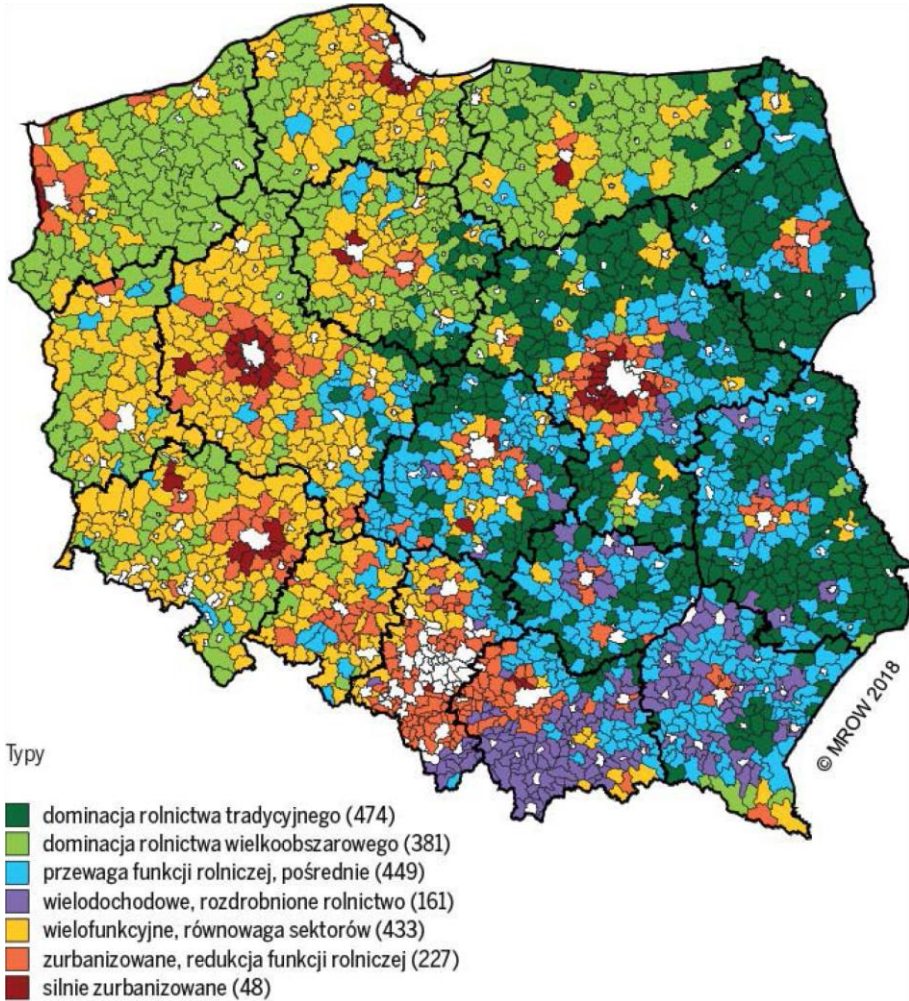 © MROW 2018
Typy
dominacja rolnictwa tradycyjnego (474)
dominacja rolnictwa wielkoobszarowego (381)
przewaga funkcji rolniczej, pośrednie (449)
wielodochodowe, rozdrobnione rolnictwo (161)
wielofunkcyjne, równowaga sektorów (433)
zurbanizowane, redukcja funkcji rolniczej (227)
silnie zurbanizowane (48)